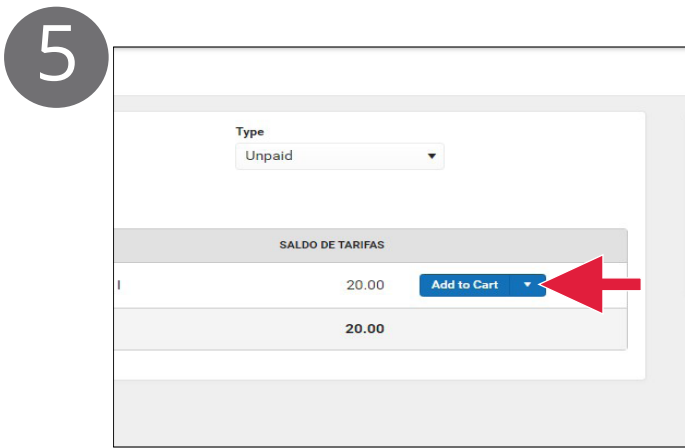 5
Type
Unpaid
SALDO DE TARIFAS
20.00 Add to Cart
20.00